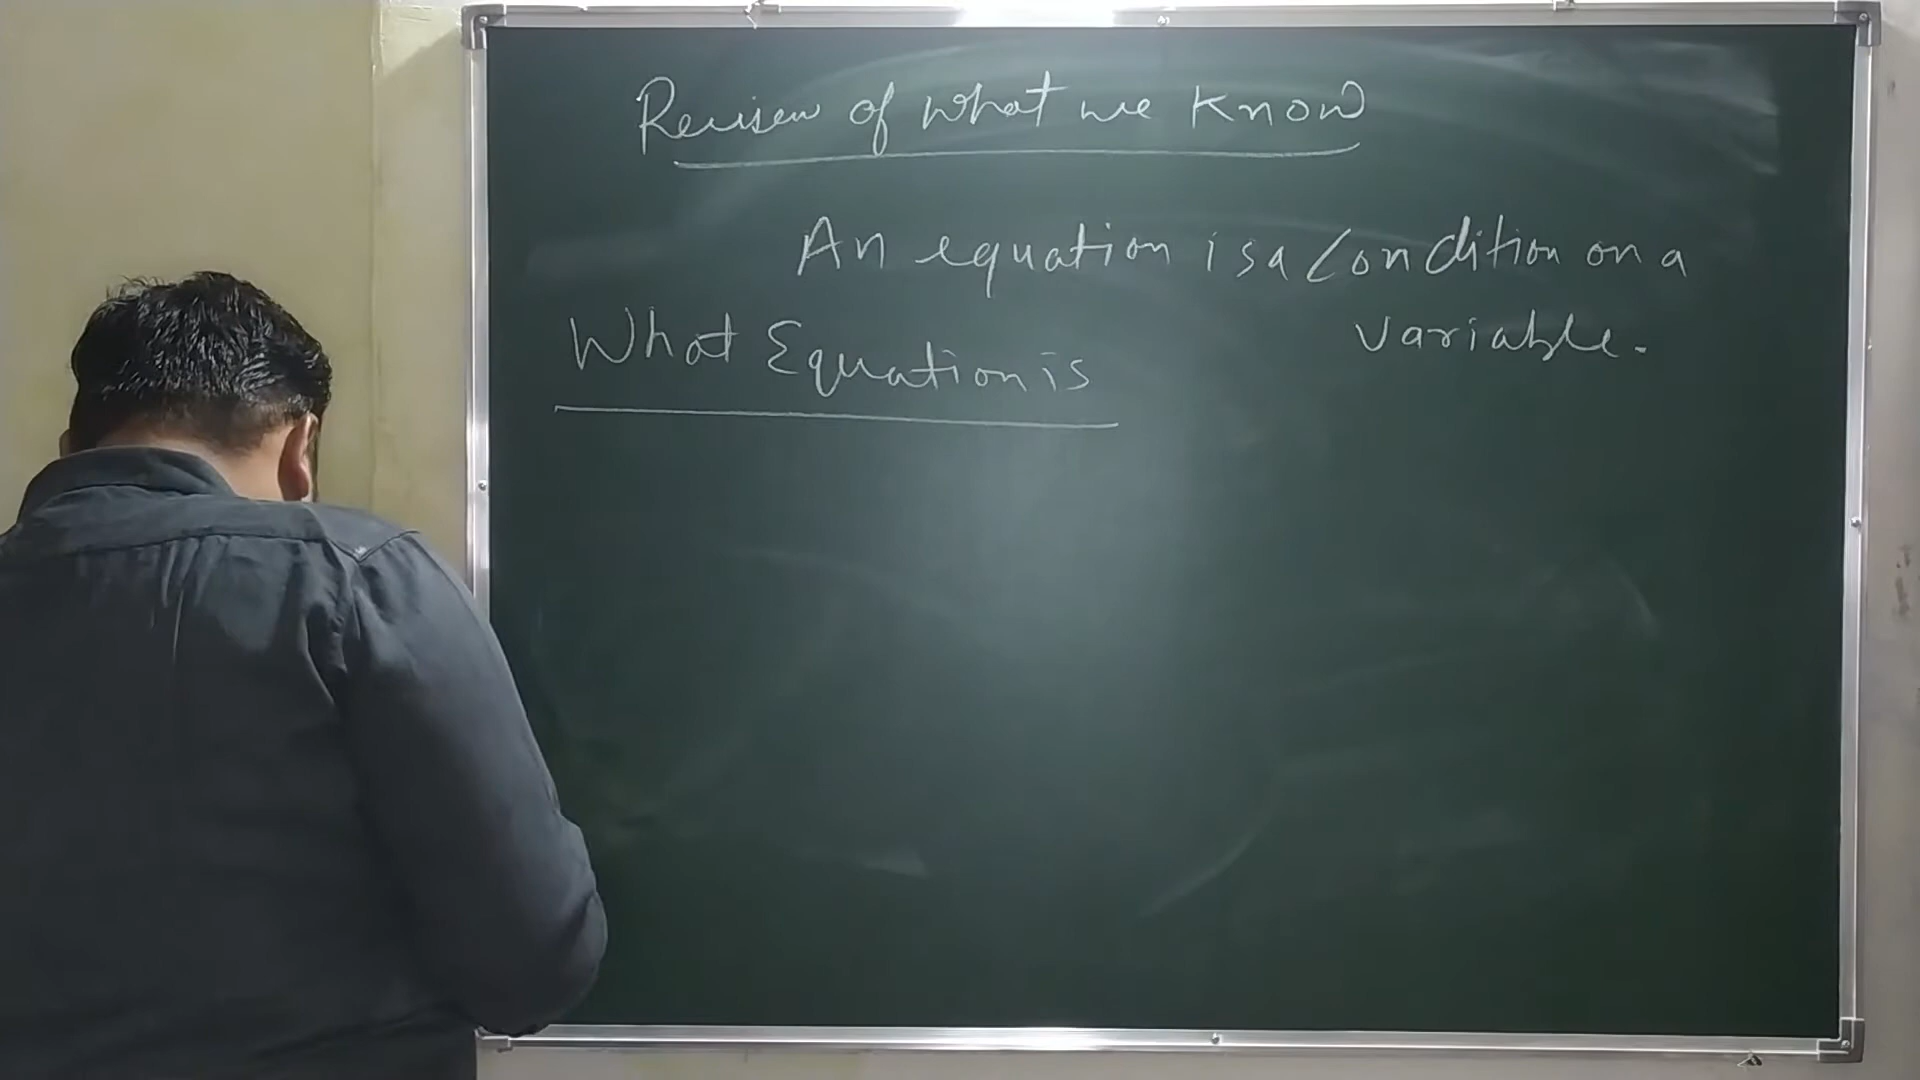 Review of what we know
An equation is a condition on a
variable.
What Equation is